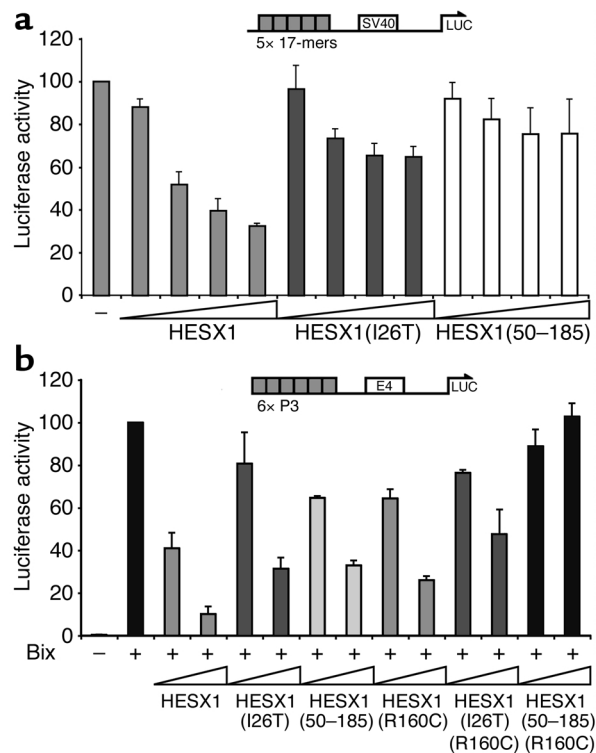 a
SV40
LUC
5× 17-mers
Luciferase activity
120
100
80
60
40
20
0
–
HESX1
HESX1(I26T)
HESX1(50–185)
b
E4
LUC
6× P3
Luciferase activity
120
100
80
60
40
20
0
Bix – + + + + + + + + + + + + +
HESX1
HESX1 (I26T)
HESX1 (50–185)
HESX1 (R160C)
HESX1 (I26T) (R160C)
HESX1 (50–185) (R160C)